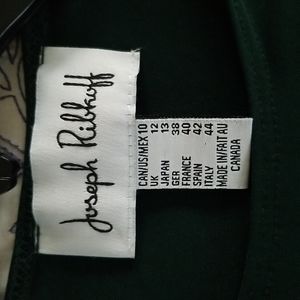 Joseph Ribkoff
CAN/US/MEX 10
UK 12
JAPAN 13
GER 38
FRANCE 40
SPAIN 42
ITALY 44
MADE IN/FAIT AU
CANADA